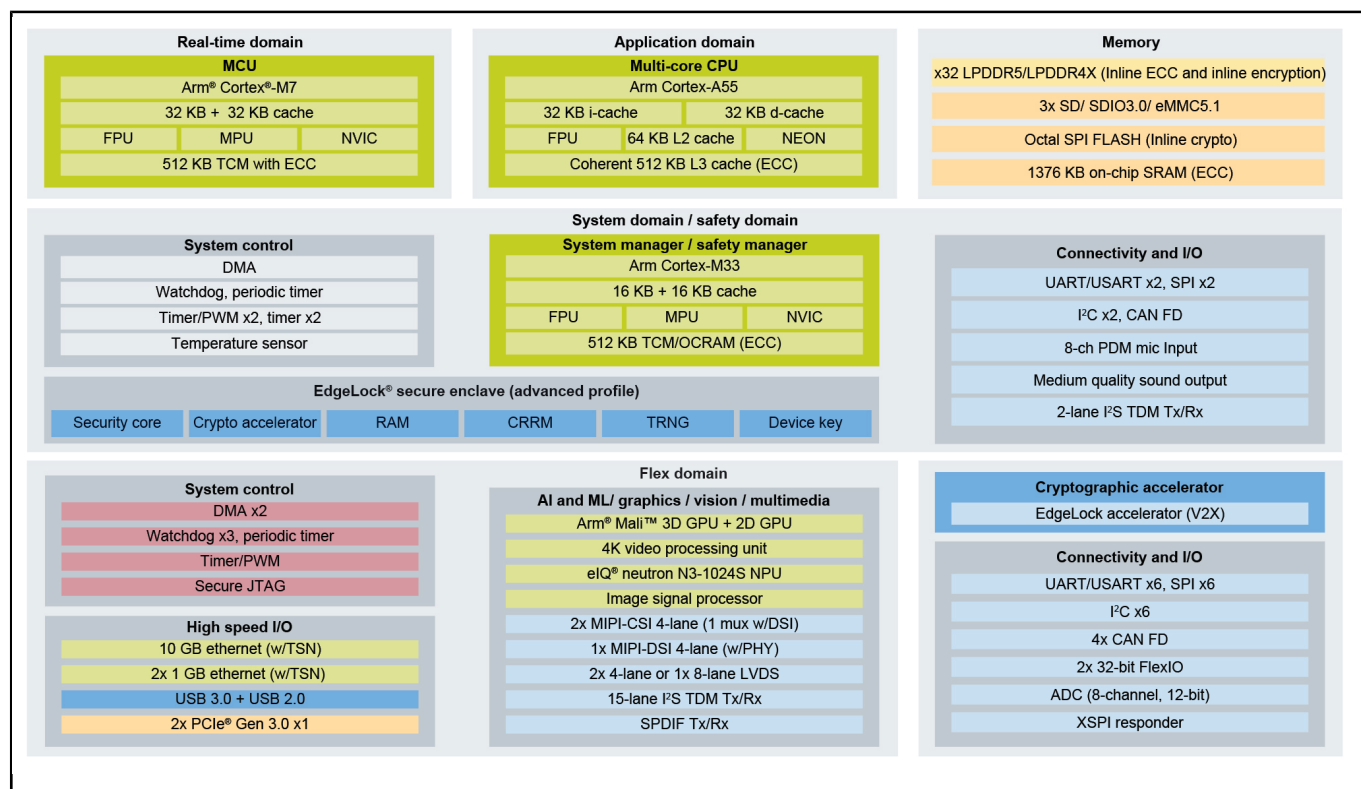 Real-time domain
MCU
Arm® Cortex®-M7
32 KB + 32 KB cache
FPU MPU NVIC
512 KB TCM with ECC
Application domain
Multi-core CPU
Arm Cortex-A55
32 KB i-cache 32 KB d-cache
FPU 64 KB L2 cache NEON
Coherent 512 KB L3 cache (ECC)
Memory
x32 LPDDR5/LPDDR4X (Inline ECC and inline encryption)
3x SD/ SDIO3.0/ eMMC5.1
Octal SPI FLASH (Inline crypto)
1376 KB on-chip SRAM (ECC)
System domain / safety domain
System control
DMA
Watchdog, periodic timer
Timer/PWM x2, timer x2
Temperature sensor
System manager / safety manager
Arm Cortex-M33
16 KB + 16 KB cache
FPU MPU NVIC
512 KB TCM/OCRAM (ECC)
EdgeLock® secure enclave (advanced profile)
Security core Crypto accelerator RAM CRRM TRNG Device key
Connectivity and I/O
UART/USART x2, SPI x2
I²C x2, CAN FD
8-ch PDM mic Input
Medium quality sound output
2-lane I²S TDM Tx/Rx
Flex domain
System control
DMA x2
Watchdog x3, periodic timer
Timer/PWM
Secure JTAG
High speed I/O
10 GB ethernet (w/TSN)
2x 1 GB ethernet (w/TSN)
USB 3.0 + USB 2.0
2x PCIe® Gen 3.0 x1
AI and ML/ graphics / vision / multimedia
Arm® Mali™ 3D GPU + 2D GPU
4K video processing unit
eIQ® neutron N3-1024S NPU
Image signal processor
2x MIPI-CSI 4-lane (1 mux w/DSI)
1x MIPI-DSI 4-lane (w/PHY)
2x 4-lane or 1x 8-lane LVDS
15-lane I²S TDM Tx/Rx
SPDIF Tx/Rx
Cryptographic accelerator
EdgeLock accelerator (V2X)
Connectivity and I/O
UART/USART x6, SPI x6
I²C x6
4x CAN FD
2x 32-bit FlexIO
ADC (8-channel, 12-bit)
XSPI responder